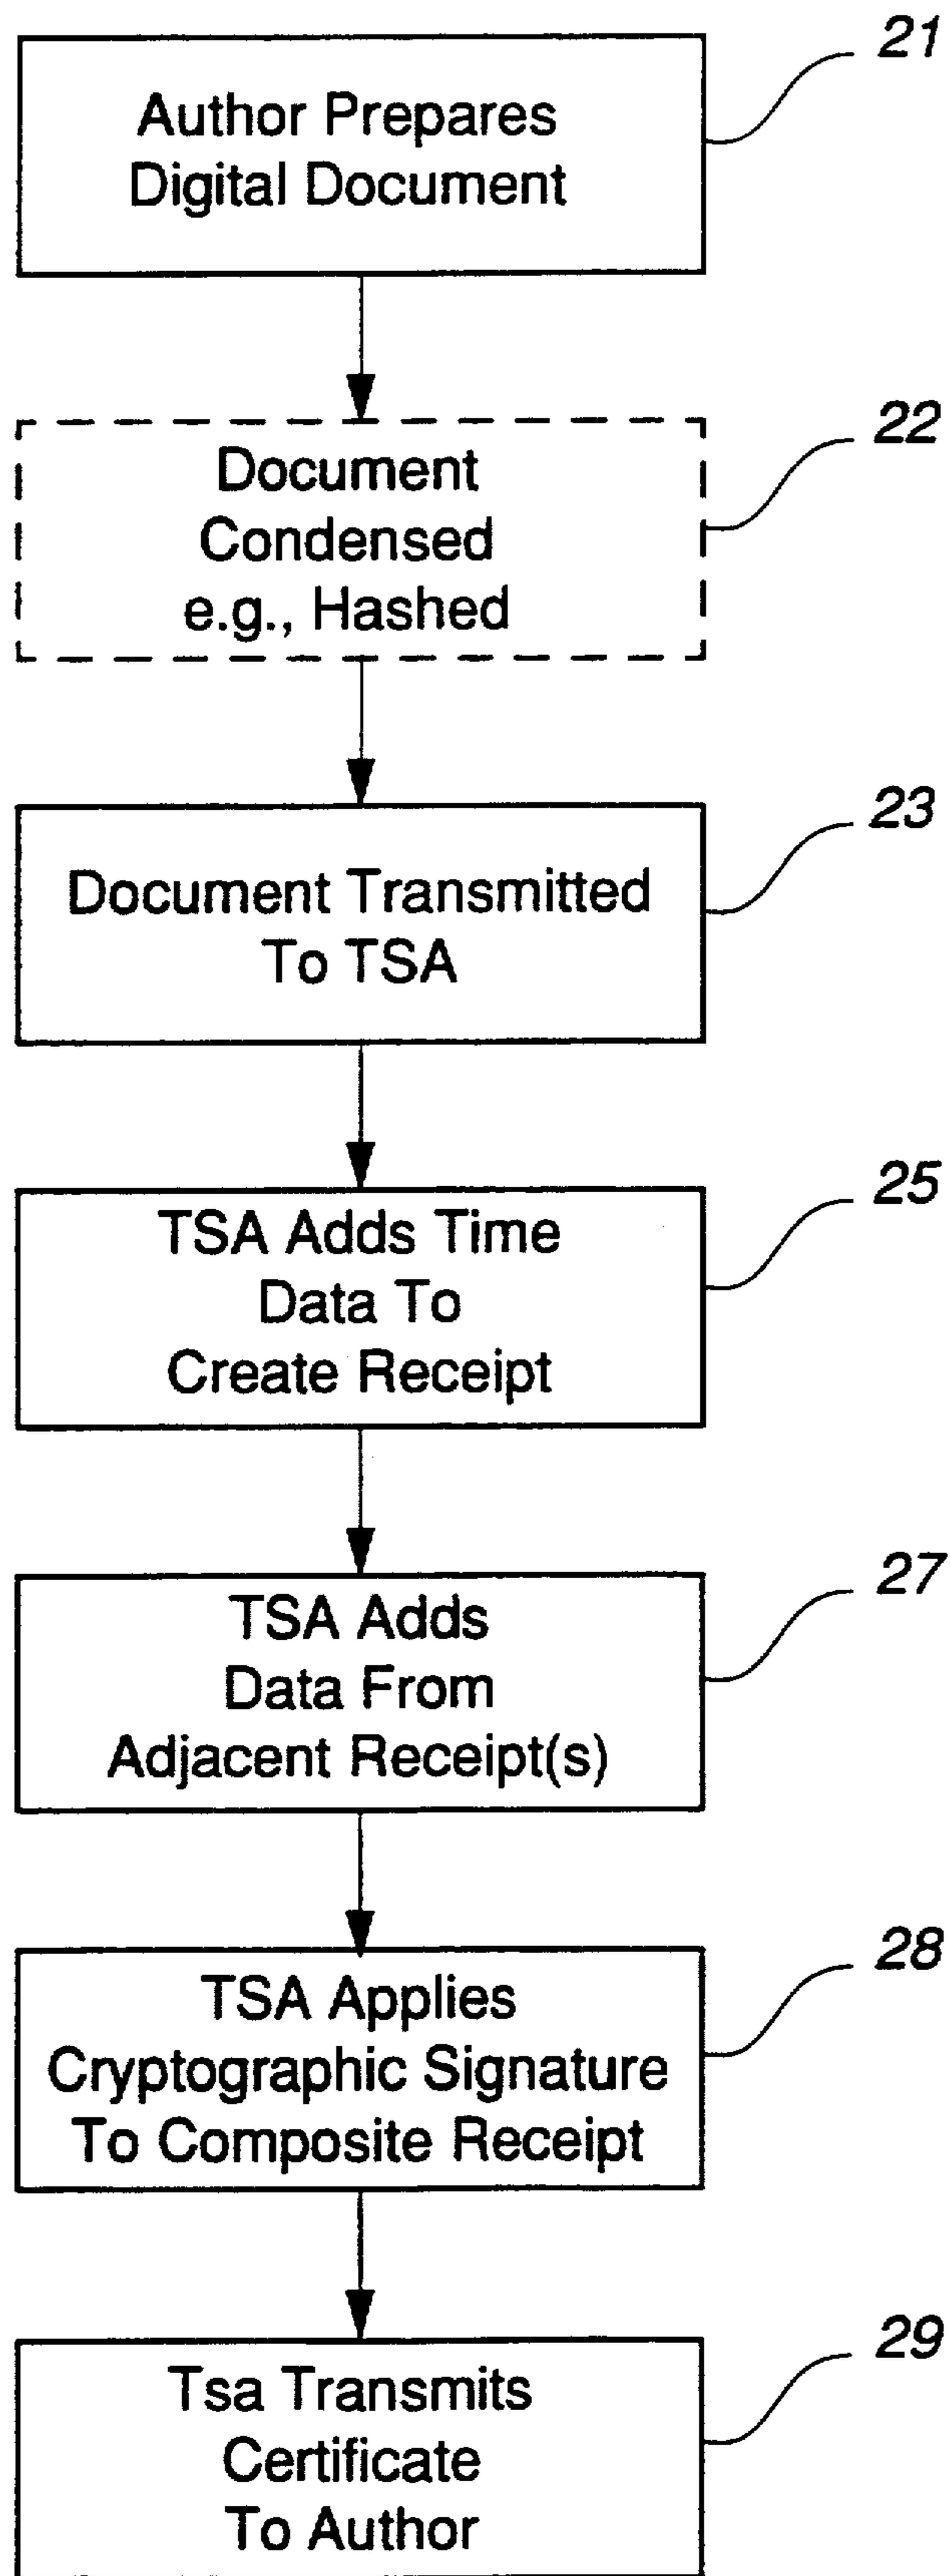 21
Author Prepares
Digital Document
22
Document
Condensed
e.g., Hashed
23
Document Transmitted
To TSA
25
TSA Adds Time
Data To
Create Receipt
27
TSA Adds
Data From
Adjacent Receipt(s)
28
TSA Applies
Cryptographic Signature
To Composite Receipt
29
Tsa Transmits
Certificate
To Author